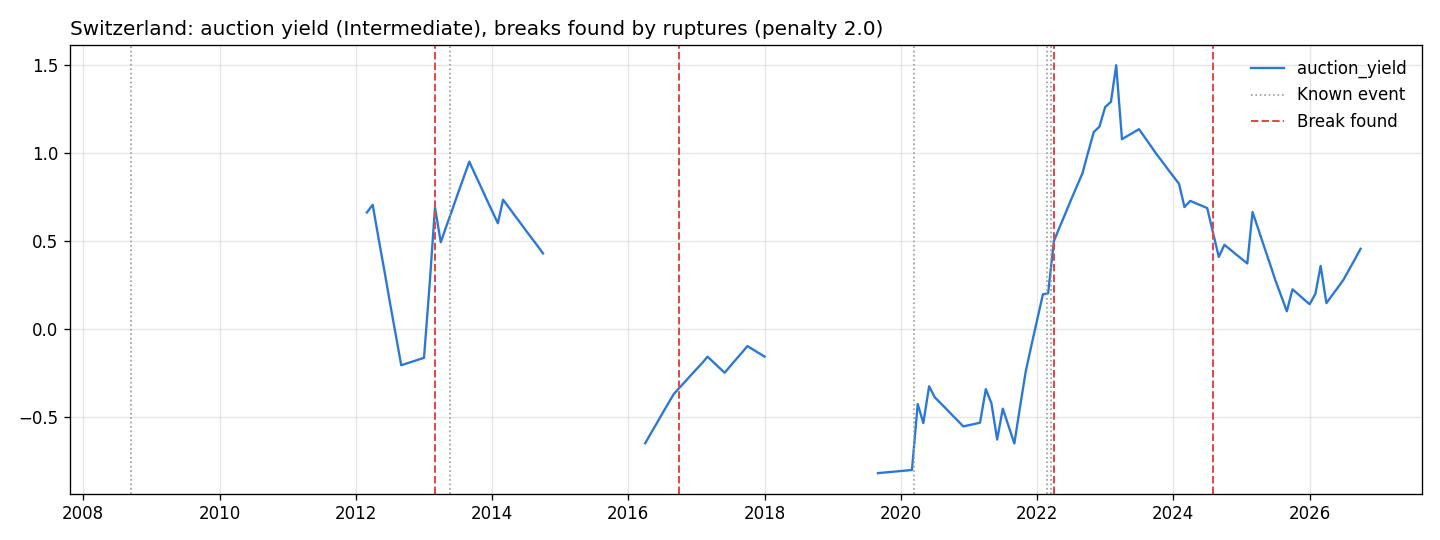 Switzerland: auction yield (Intermediate), breaks found by ruptures (penalty 2.0)
auction_yield
Known event
Break found
1.5
1.0
0.5
0.0
−0.5
2008 2010 2012 2014 2016 2018 2020 2022 2024 2026